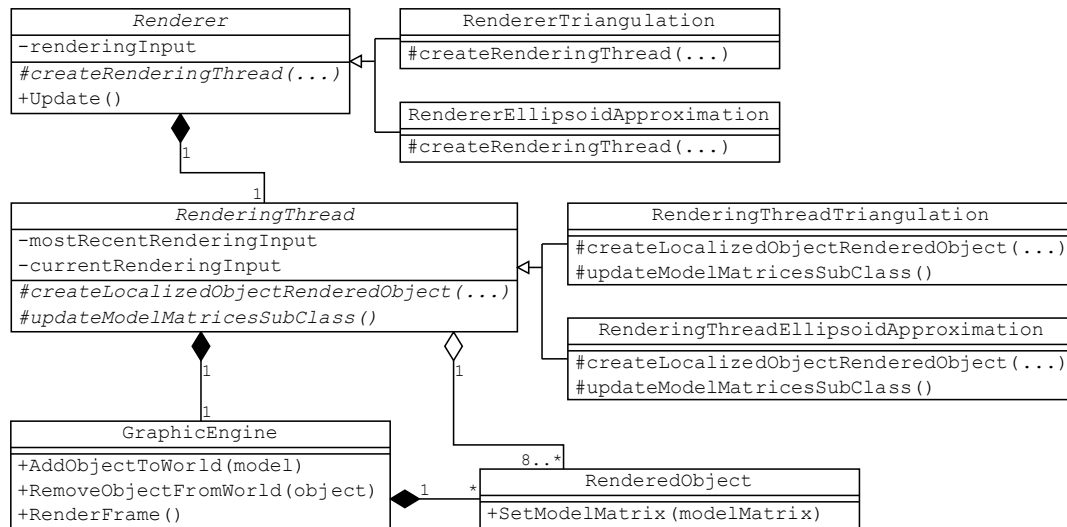 Renderer
-renderingInput
#createRenderingThread(...)
+Update()
RendererTriangulation
#createRenderingThread(...)
RendererEllipsoidApproximation
#createRenderingThread(...)
1
1
RenderingThread
-mostRecentRenderingInput
-currentRenderingInput
#createLocalizedObjectRenderedObject(...)
#updateModelMatricesSubClass()
RenderingThreadTriangulation
#createLocalizedObjectRenderedObject(...)
#updateModelMatricesSubClass()
RenderingThreadEllipsoidApproximation
#createLocalizedObjectRenderedObject(...)
#updateModelMatricesSubClass()
1
1
1
8..*
GraphicEngine
+AddObjectToWorld(model)
+RemoveObjectFromWorld(object)
+RenderFrame()
1
*
RenderedObject
+SetModelMatrix(modelMatrix)